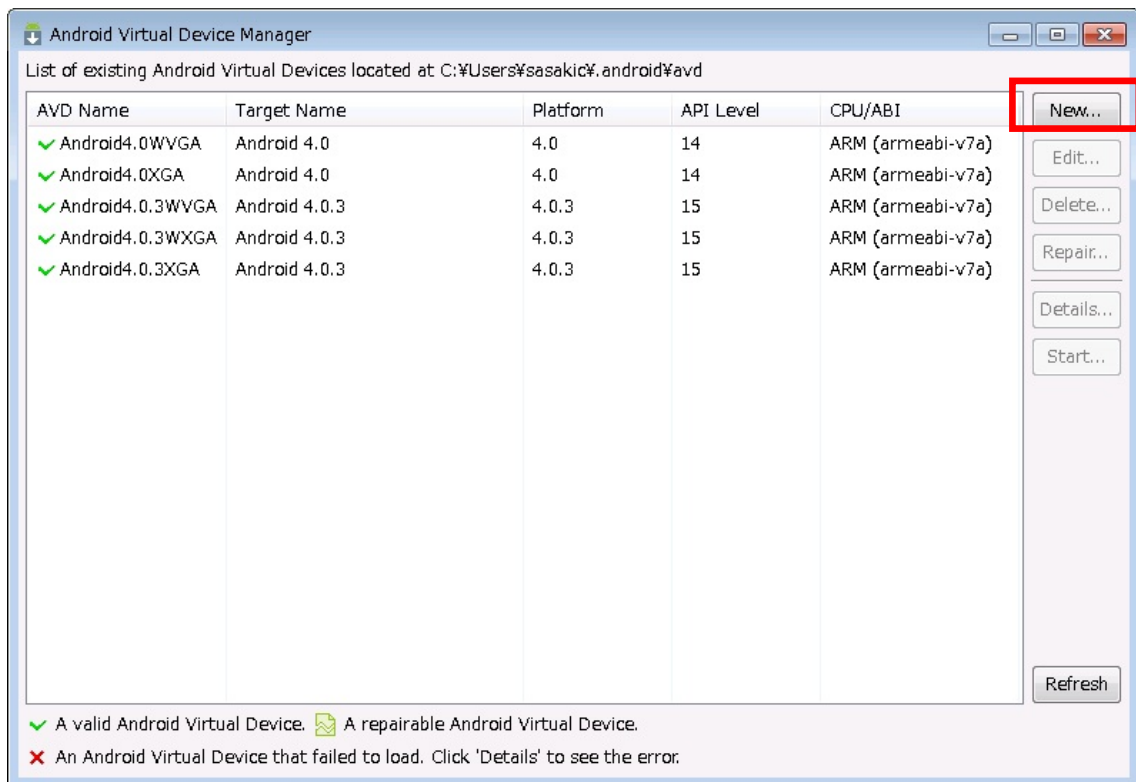 Android Virtual Device Manager
List of existing Android Virtual Devices located at C:¥Users¥sasakic¥.android¥avd
AVD Name Target Name Platform API Level CPU/ABI New...
Android4.0WVGA Android 4.0 4.0 14 ARM (armeabi-v7a)
Edit...
Android4.0XGA Android 4.0 4.0 14 ARM (armeabi-v7a)
Android4.0.3WVGA Android 4.0.3 4.0.3 15 ARM (armeabi-v7a) Delete...
Android4.0.3WXGA Android 4.0.3 4.0.3 15 ARM (armeabi-v7a)
Repair...
Android4.0.3XGA Android 4.0.3 4.0.3 15 ARM (armeabi-v7a)
Details...
Start...
Refresh
A valid Android Virtual Device. A repairable Android Virtual Device.
An Android Virtual Device that failed to load. Click 'Details' to see the error.